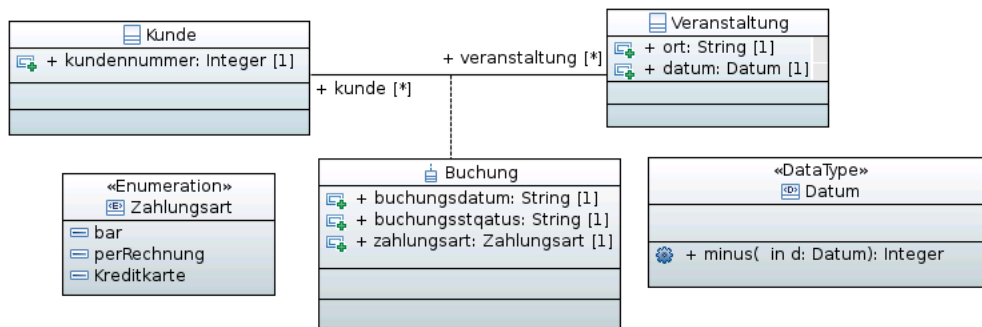 Kunde
+ kundennummer: Integer [1]
+ veranstaltung [*]
+ kunde [*]
Veranstaltung
+ ort: String [1]
+ datum: Datum [1]
«Enumeration»
<E> Zahlungsart
bar
perRechnung
Kreditkarte
Buchung
+ buchungsdatum: String [1]
+ buchungsstqatus: String [1]
+ zahlungsart: Zahlungsart [1]
«DataType»
<D> Datum
+ minus(  in d: Datum): Integer